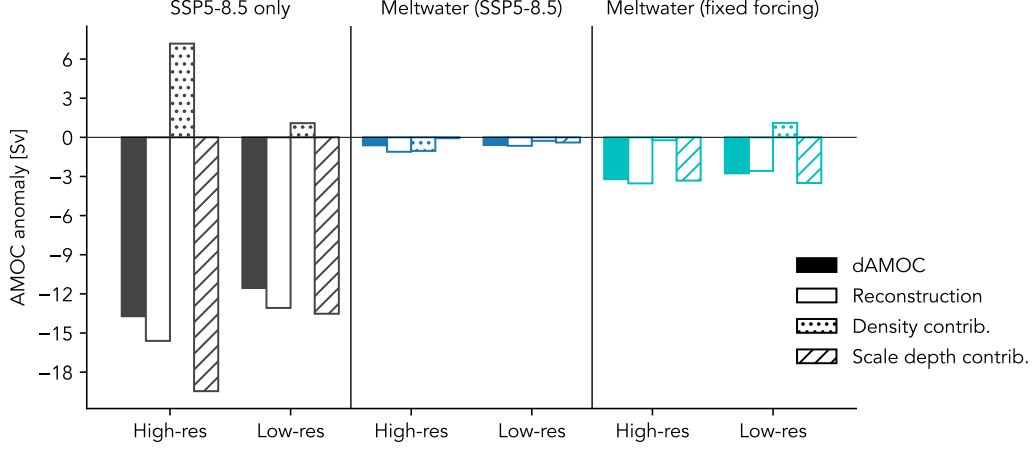 SSP5-8.5 only
Meltwater (SSP5-8.5)
Meltwater (fixed forcing)
AMOC anomaly [Sv]
6
3
0
−3
−6
−9
−12
−15
−18
dAMOC
Reconstruction
Density contrib.
Scale depth contrib.
High-res
Low-res
High-res
Low-res
High-res
Low-res